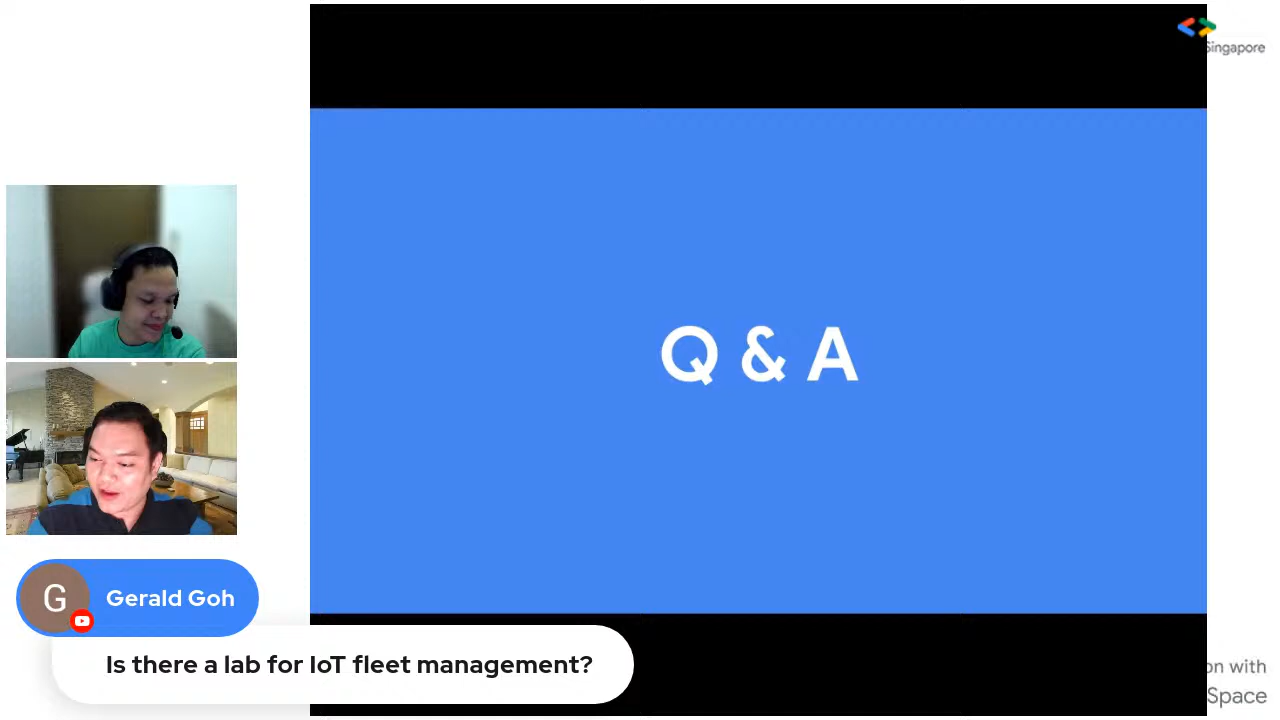 Singapore
Q & A
G
Gerald Goh
Is there a lab for IoT fleet management?
on with
Space